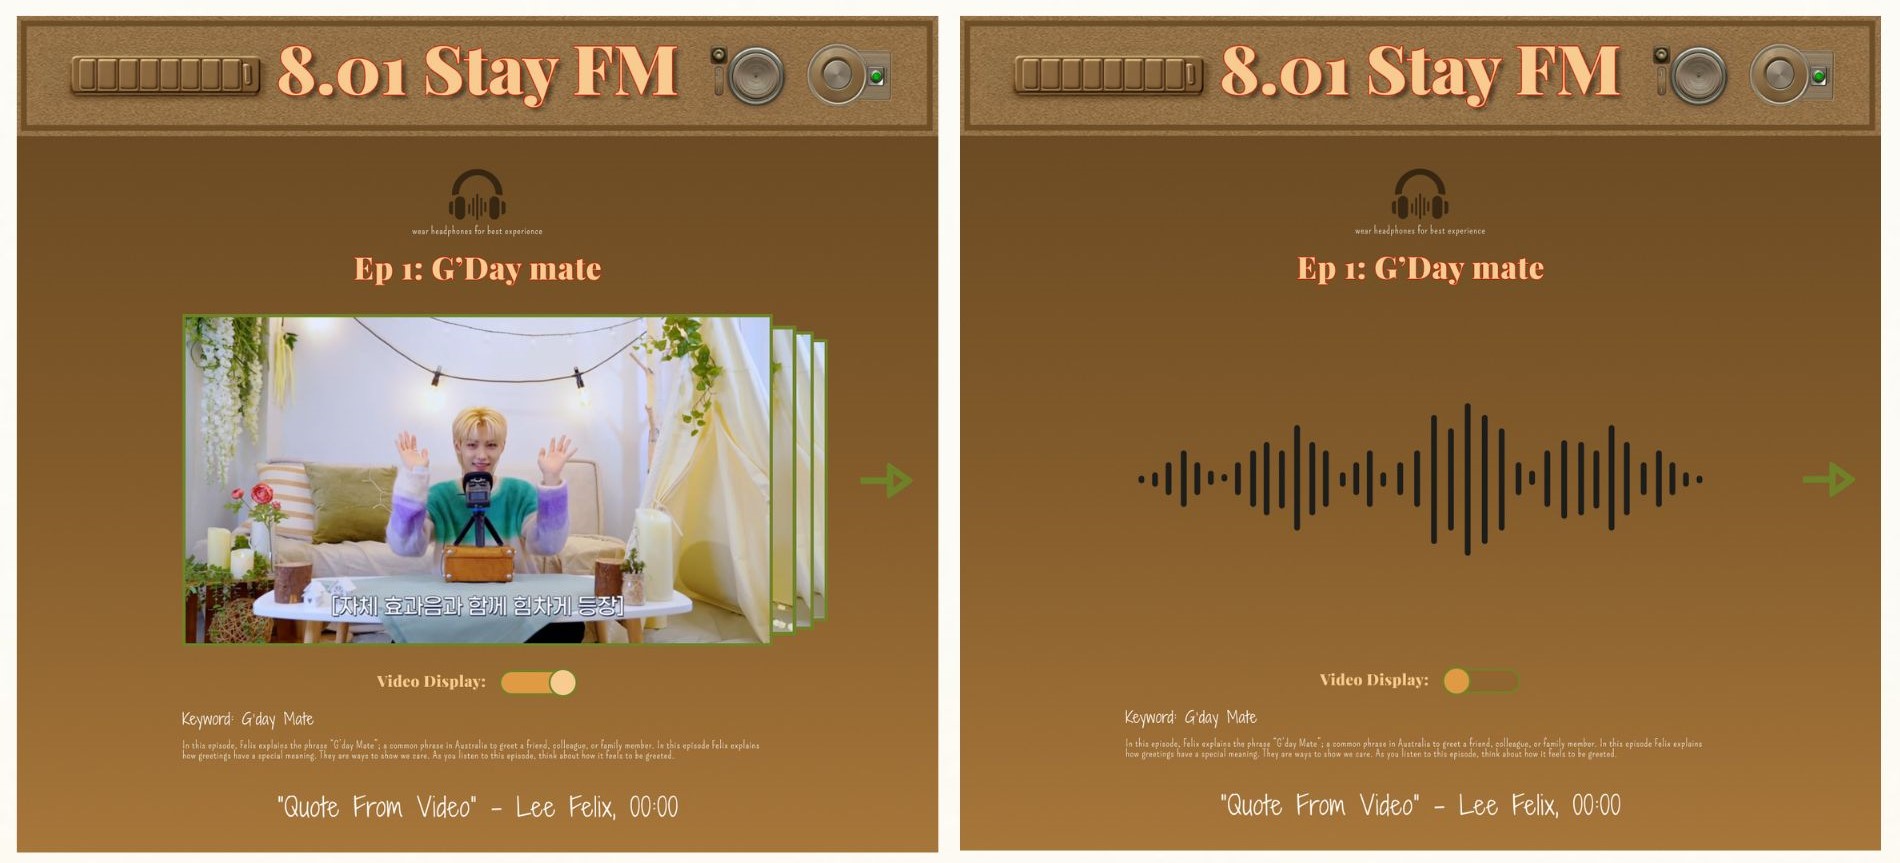 8.01 Stay FM
wear headphones for best experience
Ep 1: G'Day mate
[자체 효과음과 함께 힘차게 등장]
Video Display:
Keyword: G'day Mate
In this episode, Felix explains the phrase "G'day Mate"; a common phrase in Australia to greet a friend, colleague, or family member. In this episode Felix explains
how greetings have a special meaning. They are ways to show we care. As you listen to this episode, think about how it feels to be greeted.
"Quote From Video" - Lee Felix, 00:00
8.01 Stay FM
wear headphones for best experience
Ep 1: G'Day mate
Video Display:
Keyword: G'day Mate
In this episode, Felix explains the phrase "G'day Mate"; a common phrase in Australia to greet a friend, colleague, or family member. In this episode Felix explains
how greetings have a special meaning. They are ways to show we care. As you listen to this episode, think about how it feels to be greeted.
"Quote From Video" - Lee Felix, 00:00